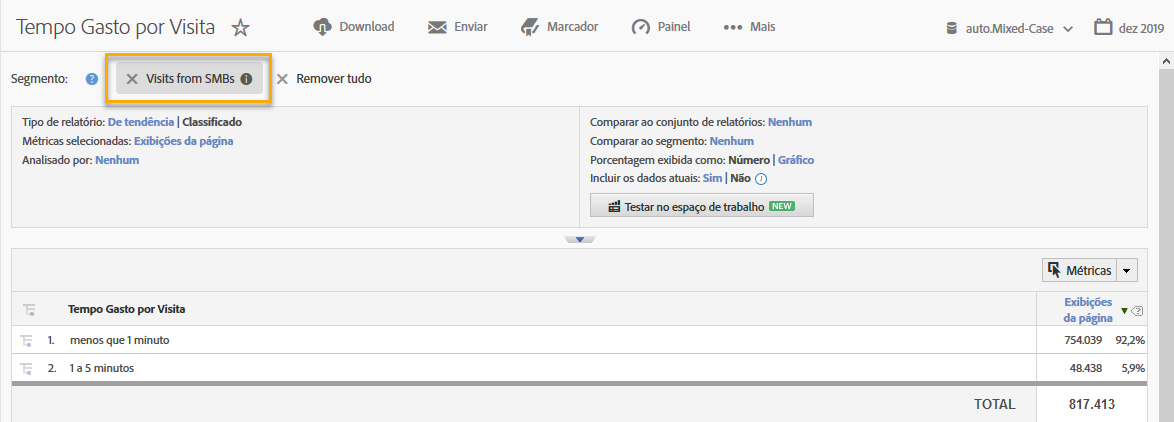 Tempo Gasto por Visita Download Enviar Marcador Painel Mais auto.Mixed-Case dez 2019
Segmento: ? Visits from SMBs i Remover tudo
Tipo de relatório: De tendência | Classificado
Métricas selecionadas: Exibições da página
Analisado por: Nenhum
Comparar ao conjunto de relatórios: Nenhum
Comparar ao segmento: Nenhum
Porcentagem exibida como: Número | Gráfico
Incluir os dados atuais: Sim | Não i
Testar no espaço de trabalho NEW
Métricas
Tempo Gasto por Visita
Exibições
da página ?
1. menos que 1 minuto 754.039 92,2%
2. 1 a 5 minutos 48.438 5,9%
TOTAL 817.413